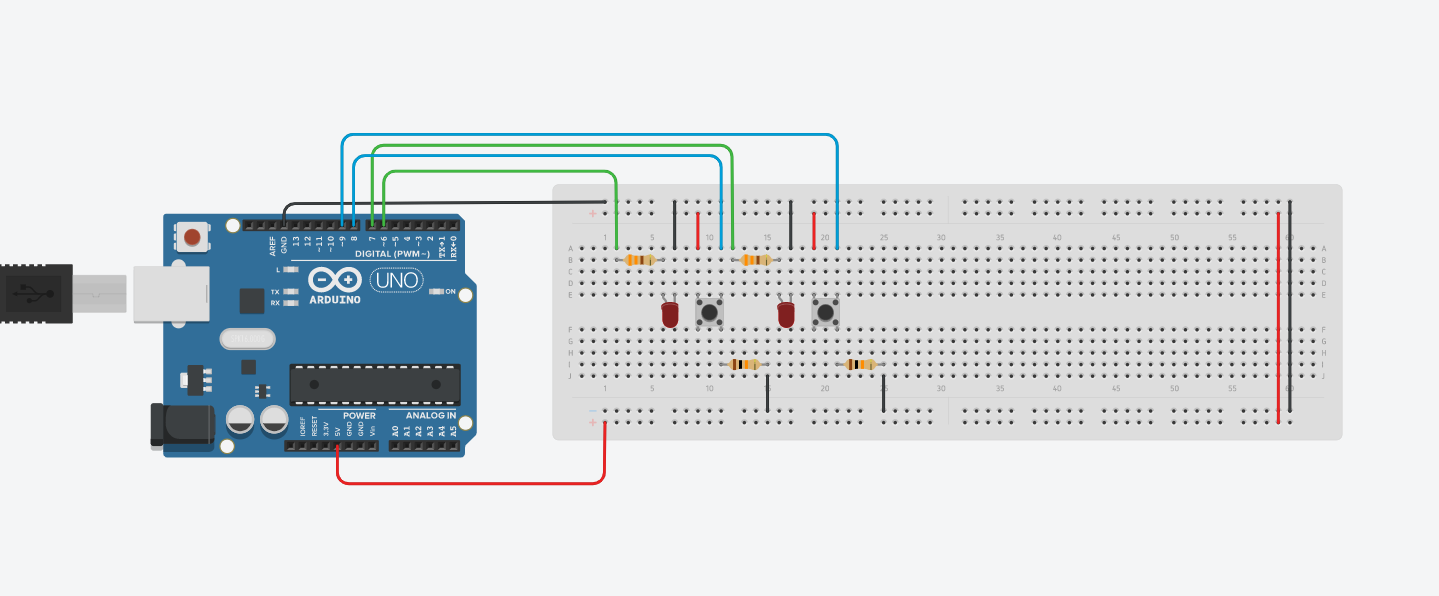 AREF
GND
13
12
~11
~10
~9
8
7
~6
~5
4
~3
2
TX→1
RX←0
DIGITAL (PWM~)
L
TX
RX
ARDUINO
UNO
ON
POWER
ANALOG IN
IOREF
RESET
3.3V
5V
GND
GND
Vin
A0
A1
A2
A3
A4
A5
1 5 10 15 20 25 30 35 40 45 50 55 60
A A
B B
C C
D D
E E
F F
G G
H H
I I
J J
1 5 10 15 20 25 30 35 40 45 50 55 60